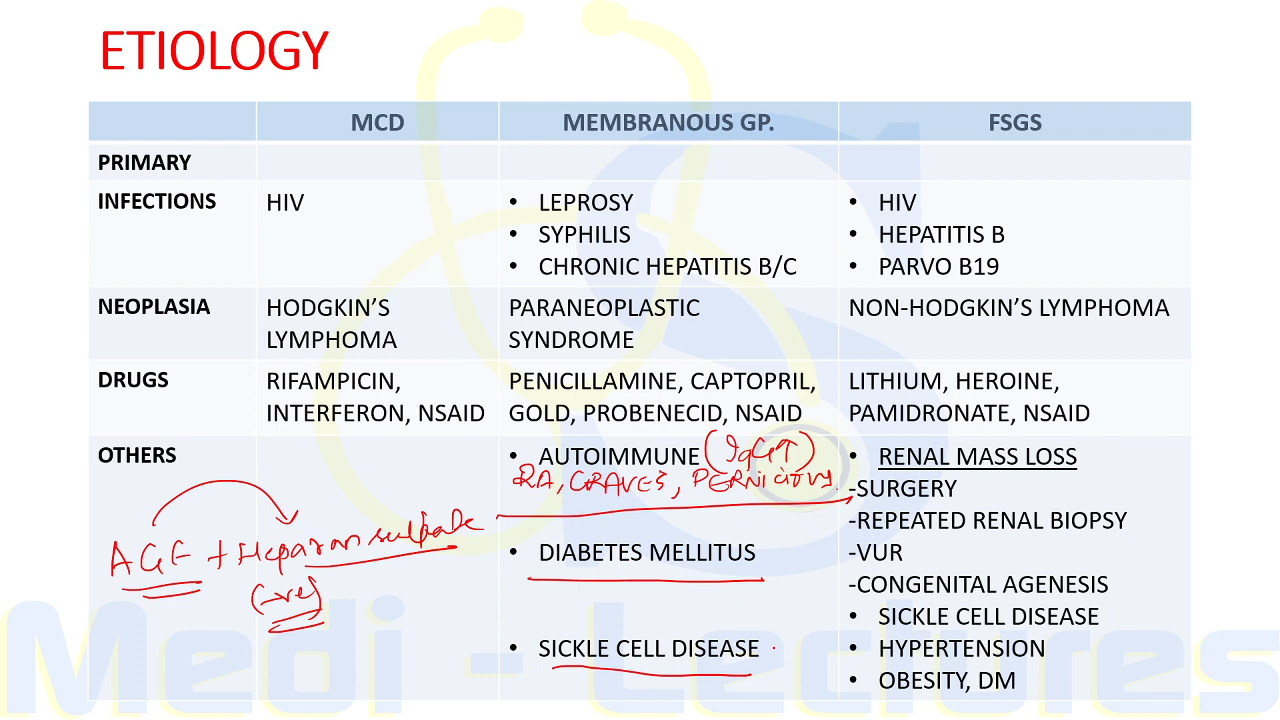 ETIOLOGY
MCD
MEMBRANOUS GP.
FSGS
PRIMARY
INFECTIONS
HIV
• LEPROSY
• SYPHILIS
• CHRONIC HEPATITIS B/C
• HIV
• HEPATITIS B
• PARVO B19
NEOPLASIA
HODGKIN’S
LYMPHOMA
PARANEOPLASTIC
SYNDROME
NON-HODGKIN’S LYMPHOMA
DRUGS
RIFAMPICIN,
INTERFERON, NSAID
PENICILLAMINE, CAPTOPRIL,
GOLD, PROBENECID, NSAID
LITHIUM, HEROINE,
PAMIDRONATE, NSAID
OTHERS
AGE + Heparan sulphate
(-ve)
• AUTOIMMUNE (IgG↑)
RA, GRAVES, PERNICIOUS
• DIABETES MELLITUS
• SICKLE CELL DISEASE
• RENAL MASS LOSS
-SURGERY
-REPEATED RENAL BIOPSY
-VUR
-CONGENITAL AGENESIS
• SICKLE CELL DISEASE
• HYPERTENSION
• OBESITY, DM
Medi - Lectures